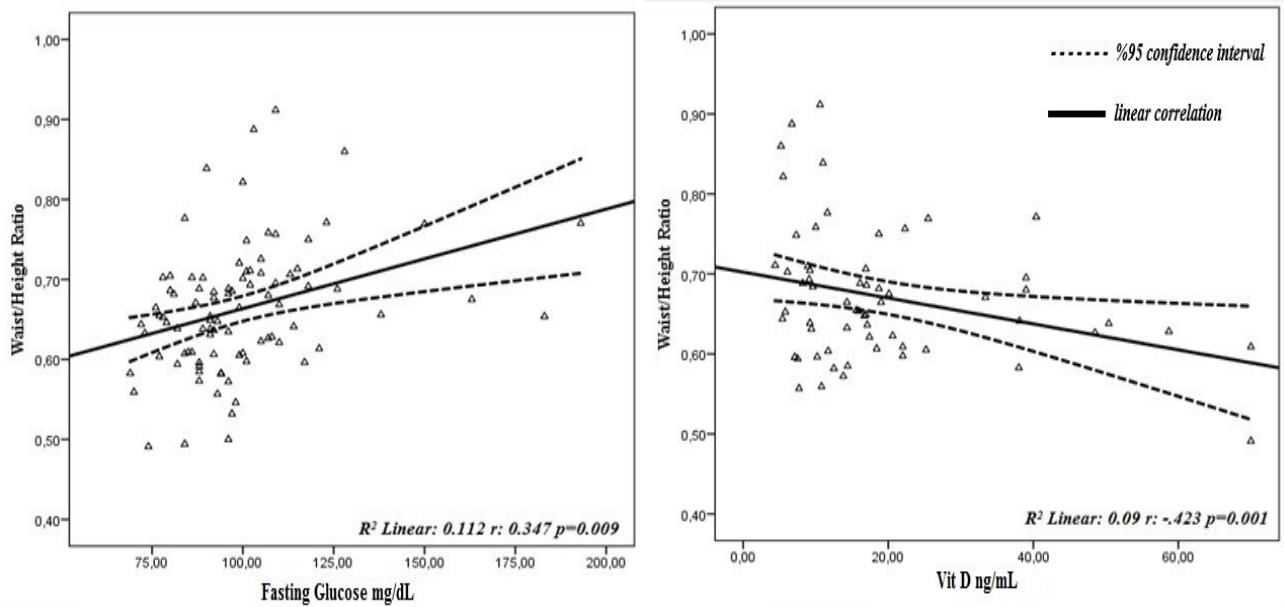 1,00
0,90
0,80
0,70
0,60
0,50
0,40
Waist/Height Ratio
R² Linear: 0.112 r: 0.347 p=0.009
75,00 100,00 125,00 150,00 175,00 200,00
Fasting Glucose mg/dL
1,00
0,90
0,80
0,70
0,60
0,50
0,40
Waist/Height Ratio
%95 confidence interval
linear correlation
R² Linear: 0.09 r: -.423 p=0.001
0,00 20,00 40,00 60,00
Vit D ng/mL